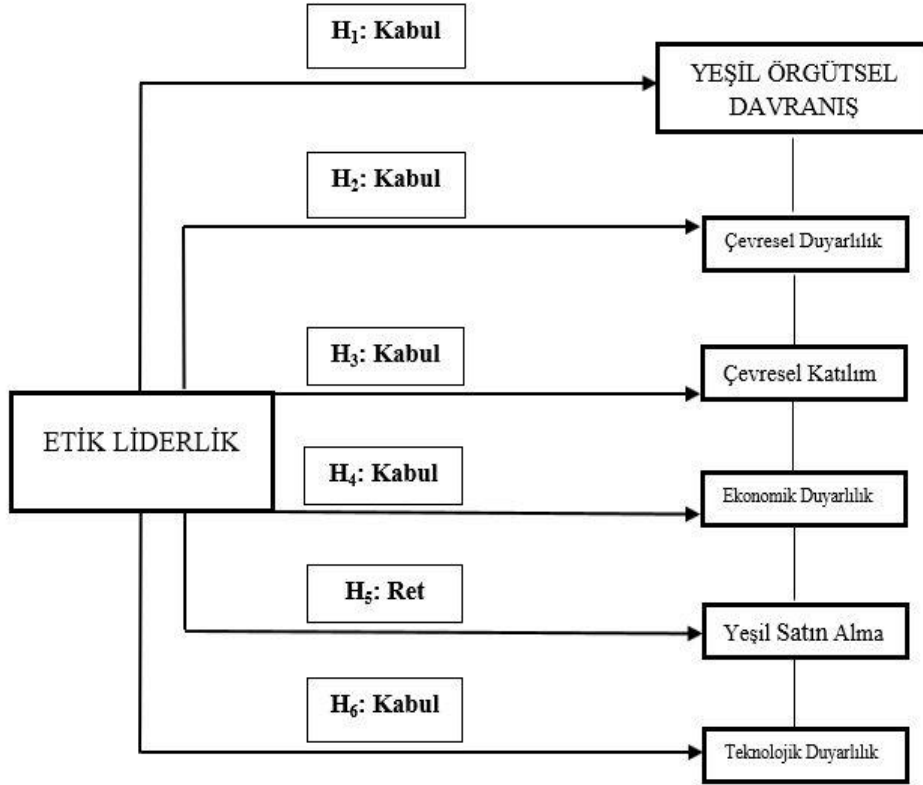 H₁: Kabul
YEŞİL ÖRGÜTSEL
DAVRANIŞ
H₂: Kabul
Çevresel Duyarlılık
H₃: Kabul
Çevresel Katılım
ETİK LİDERLİK
H₄: Kabul
Ekonomik Duyarlılık
H₅: Ret
Yeşil Satın Alma
H₆: Kabul
Teknolojik Duyarlılık